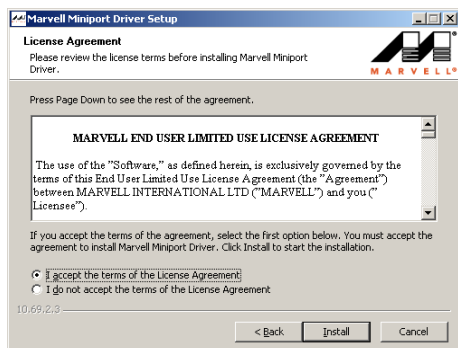 Marvell Miniport Driver Setup
License Agreement
Please review the license terms before installing Marvell Miniport
Driver.
MARVELL®
Press Page Down to see the rest of the agreement.
MARVELL END USER LIMITED USE LICENSE AGREEMENT
The use of the "Software," as defined herein, is exclusively governed by the
terms of this End User Limited Use License Agreement (the "Agreement")
between MARVELL INTERNATIONAL LTD ("MARVELL") and you ("
Licensee").
If you accept the terms of the agreement, select the first option below. You must accept the
agreement to install Marvell Miniport Driver. Click Install to start the installation.
I accept the terms of the License Agreement
I do not accept the terms of the License Agreement
10.69.2.3
< Back
Install
Cancel